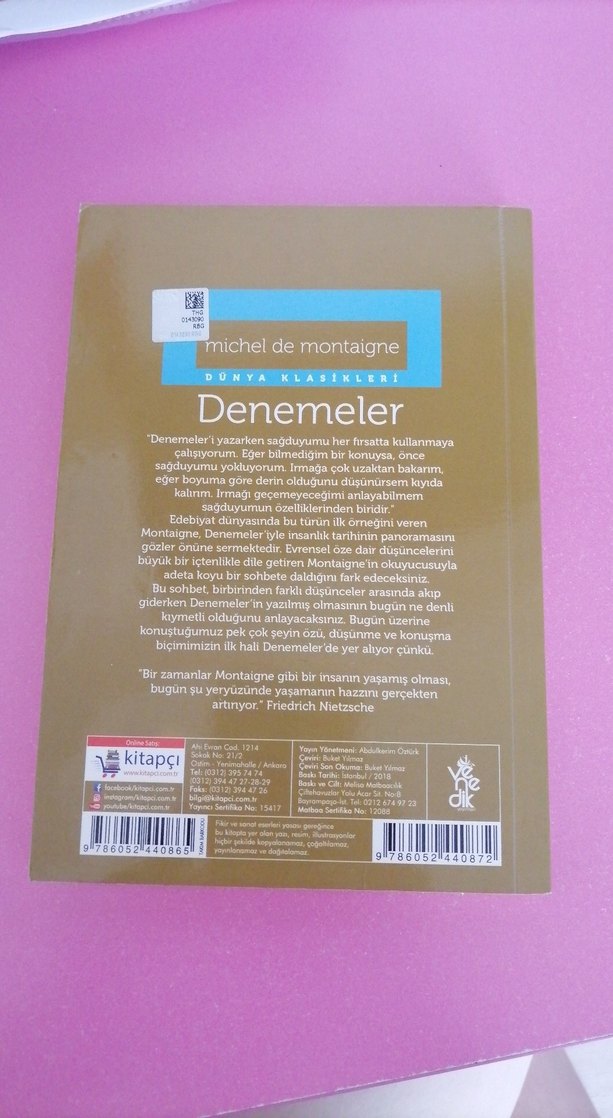 THG
0143090
RBG
michel de montaigne
DÜNYA KLASİKLERİ
Denemeler
"Denemeler'i yazarken sağduyumu her fırsatta kullanmaya
çalışıyorum. Eğer bilmediğim bir konuysa, önce
sağduyumu yokluyorum. Irmağa çok uzaktan bakarım,
eğer boyuma göre derin olduğunu düşünürsem kıyıda
kalırım. Irmağı geçemeyeceğimi anlayabilmem
sağduyumun özelliklerinden biridir."
Edebiyat dünyasında bu türün ilk örneğini veren
Montaigne, Denemeler'iyle insanlık tarihinin panoramasını
gözler önüne sermektedir. Evrensel öze dair düşüncelerini
büyük bir içtenlikle dile getiren Montaigne'in okuyucusuyla
adeta koyu bir sohbete daldığını fark edeceksiniz.
Bu sohbet, birbirinden farklı düşünceler arasında akıp
giderken Denemeler'in yazılmış olmasının bugün ne denli
kıymetli olduğunu anlayacaksınız. Bugün üzerine
konuştuğumuz pek çok şeyin özü, düşünme ve konuşma
biçimimizin ilk hali Denemeler'de yer alıyor çünkü.
"Bir zamanlar Montaigne gibi bir insanın yaşamış olması,
bugün şu yeryüzünde yaşamanın hazzını gerçekten
artırıyor." Friedrich Nietzsche
Online Satış:
kitapçı
www.kitapci.com.tr
facebook/kitapci.com.tr
instagram/kitapci.com.tr
youtube/kitapci.com.tr
Ahi Evran Cad. 1214
Sokak No: 21/2
Ostim - Yenimahalle / Ankara
Tel: (0312) 395 74 74
(0312) 394 47 27-28-29
Faks: (0312) 394 47 26
bilgi@kitapci.com.tr
Yayıncı Sertifika No: 15417
Yayın Yönetmeni: Abdulkerim Öztürk
Çeviri: Buket Yılmaz
Çeviri Son Okuma: Buket Yılmaz
Baskı Tarihi: İstanbul / 2018
Baskı ve Cilt: Melisa Matbaacılık
Çiftehavuzlar Yolu Acar Sit. No:8
Bayrampaşa-İst. Tel: 0212 674 97 23
Matbaa Sertifika No: 12088
venedik
yayınları
9 786052 440865
TAKIM BARKODU
Fikir ve sanat eserleri yasası gereğince
bu kitapta yer alan yazı, resim, illustrasyonlar
hiçbir şekilde kopyalanamaz, çoğaltılamaz,
yayınlanamaz ve dağıtılamaz.
9 786052 440872